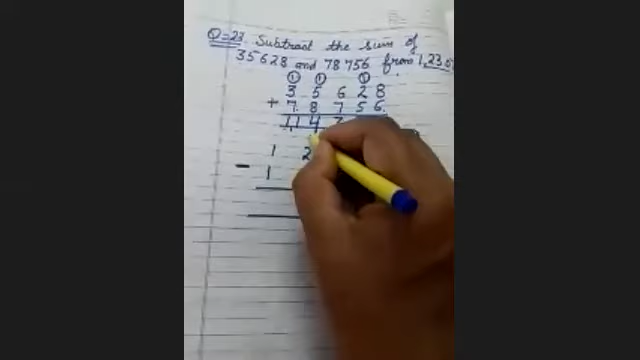 Q=23. Subtract the sum of
35628 and 78756 from 1,23,0
① ① ①
3 5 6 2 8
+ 7 8 7 5 6
1 1 4 3
1 2
- 1